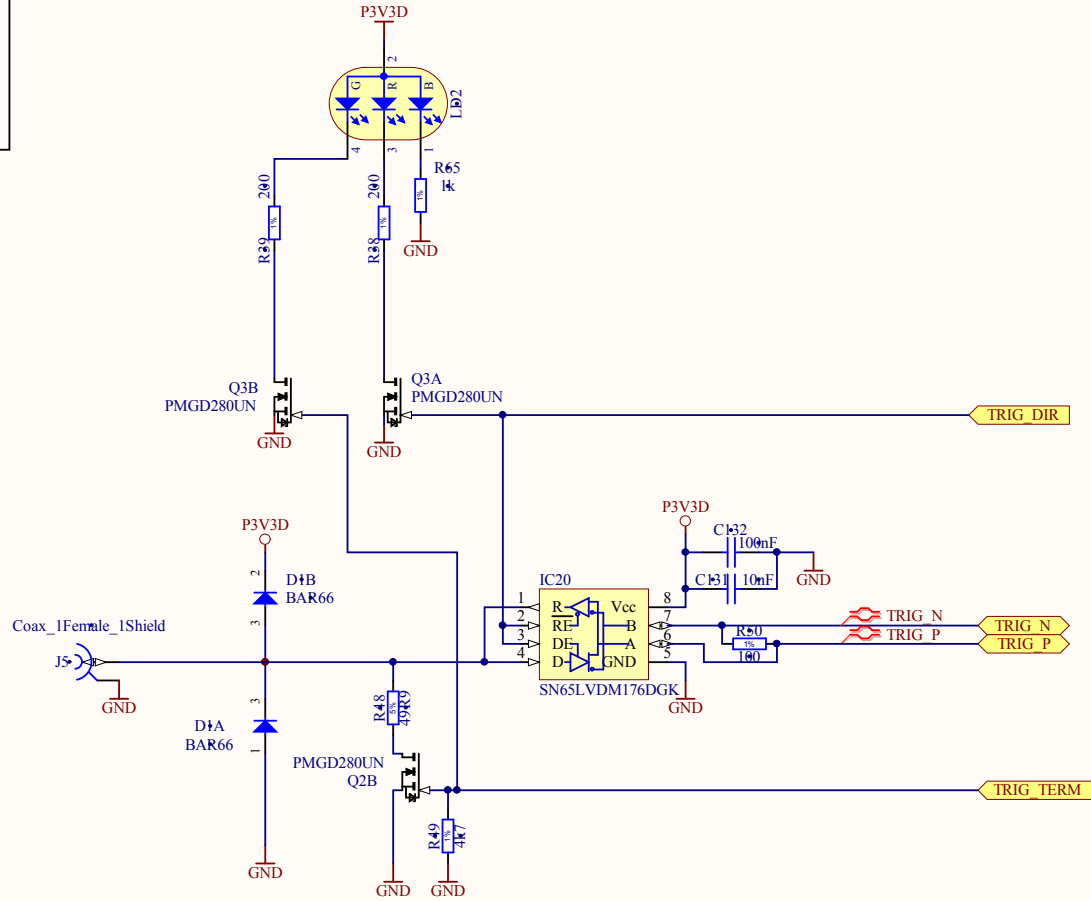 P3V3D
2
G
R
B
LD2
4
3
1
R65
1k
200
1%
R39
200
1%
R38
1%
GND
Q3B
PMGD280UN
Q3A
PMGD280UN
GND
GND
TRIG_DIR
P3V3D
2
D1B
BAR66
3
P3V3D
C132
100nF
C131
10nF
GND
IC20
1
R
Vcc
8
2
RE
B
7
3
DE
A
6
4
D
GND
5
SN65LVDM176DGK
GND
R50
1%
100
TRIG_N
TRIG_P
TRIG_N
TRIG_P
Coax_1Female_1Shield
J5
GND
3
D1A
BAR66
1
GND
R48
5%
49R9
PMGD280UN
Q2B
R49
1%
4k7
GND
GND
TRIG_TERM